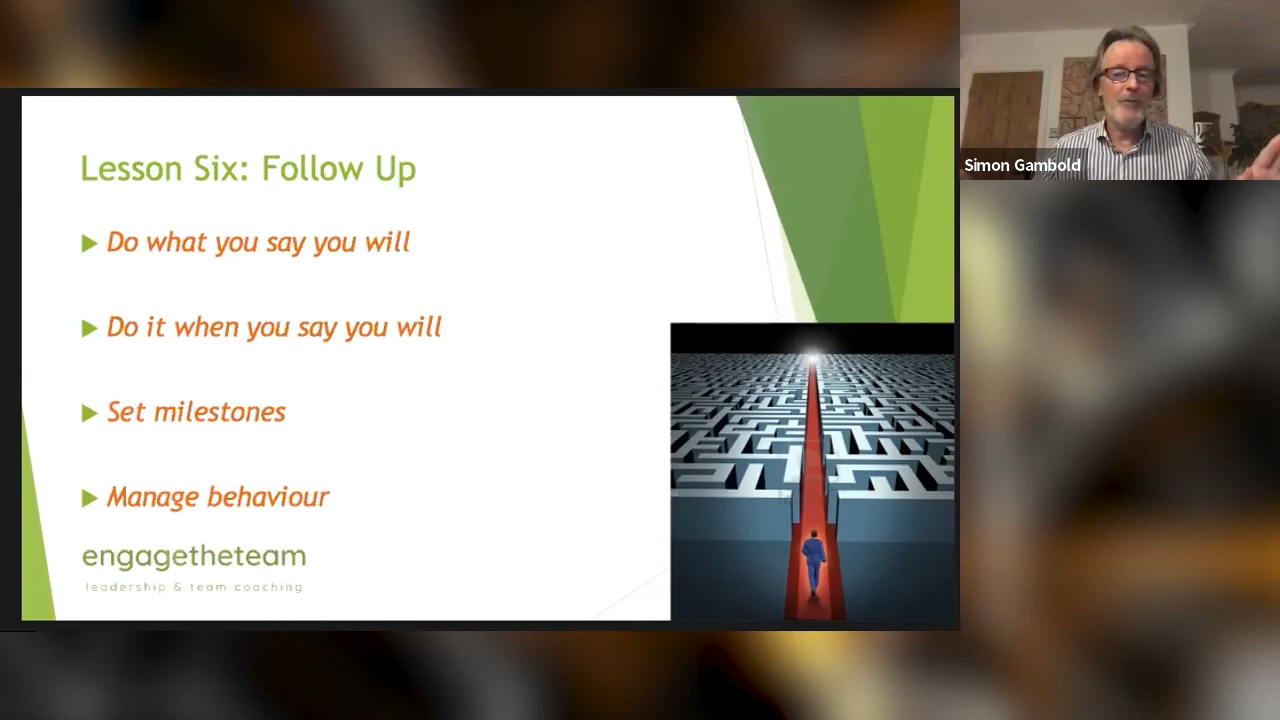 Lesson Six: Follow Up
Do what you say you will
Do it when you say you will
Set milestones
Manage behaviour
engagetheteam
leadership & team coaching
Simon Gambold